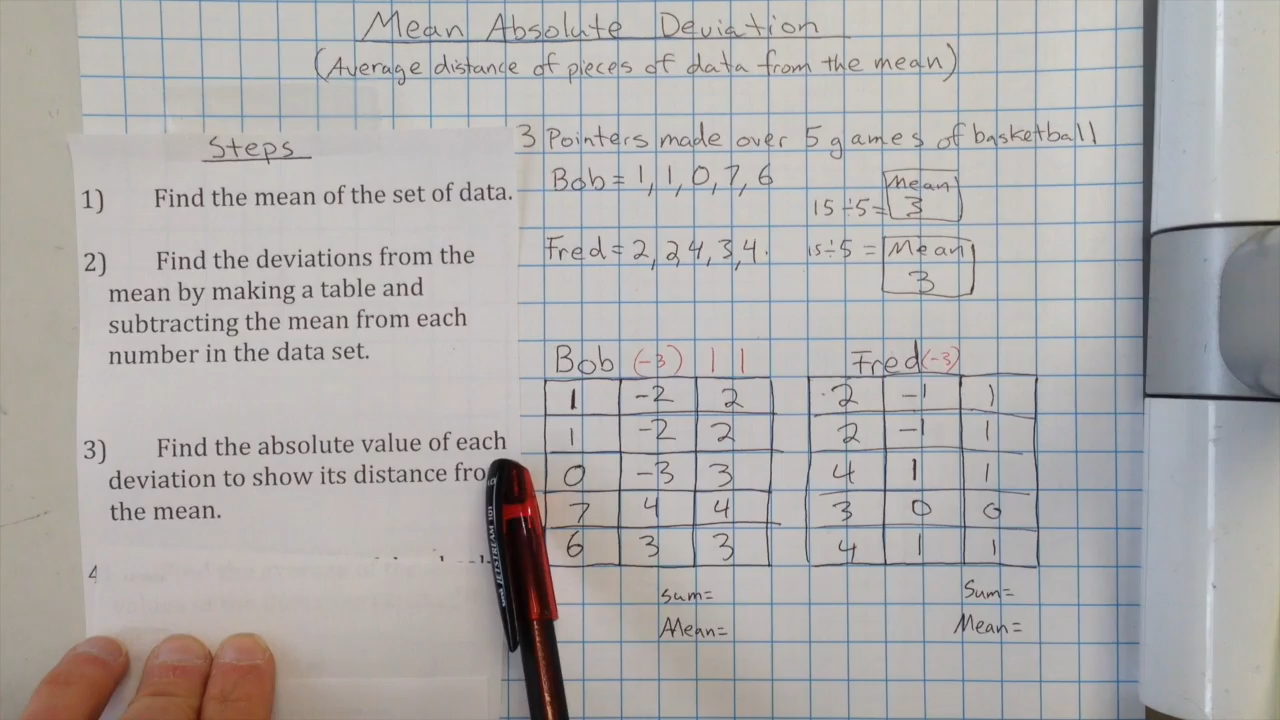 Mean Absolute Deviation
(Average distance of pieces of data from the mean)
Steps
1) Find the mean of the set of data.
2) Find the deviations from the
mean by making a table and
subtracting the mean from each
number in the data set.
3) Find the absolute value of each
deviation to show its distance fro
the mean.
4
3 Pointers made over 5 games of basketball
Bob = 1, 1, 0, 7, 6
15 ÷ 5 = Mean
3
Fred = 2, 2 4, 3, 4.
15 ÷ 5 = Mean
3
Bob (-3) | |
1 -2 2
1 -2 2
0 -3 3
7 4 4
6 3 3
Sum=
Mean=
Fred (-3)
2 -1 1
2 -1 1
4 1 1
3 0 0
4 1 1
Sum=
Mean=
uni JETSTREAM 101